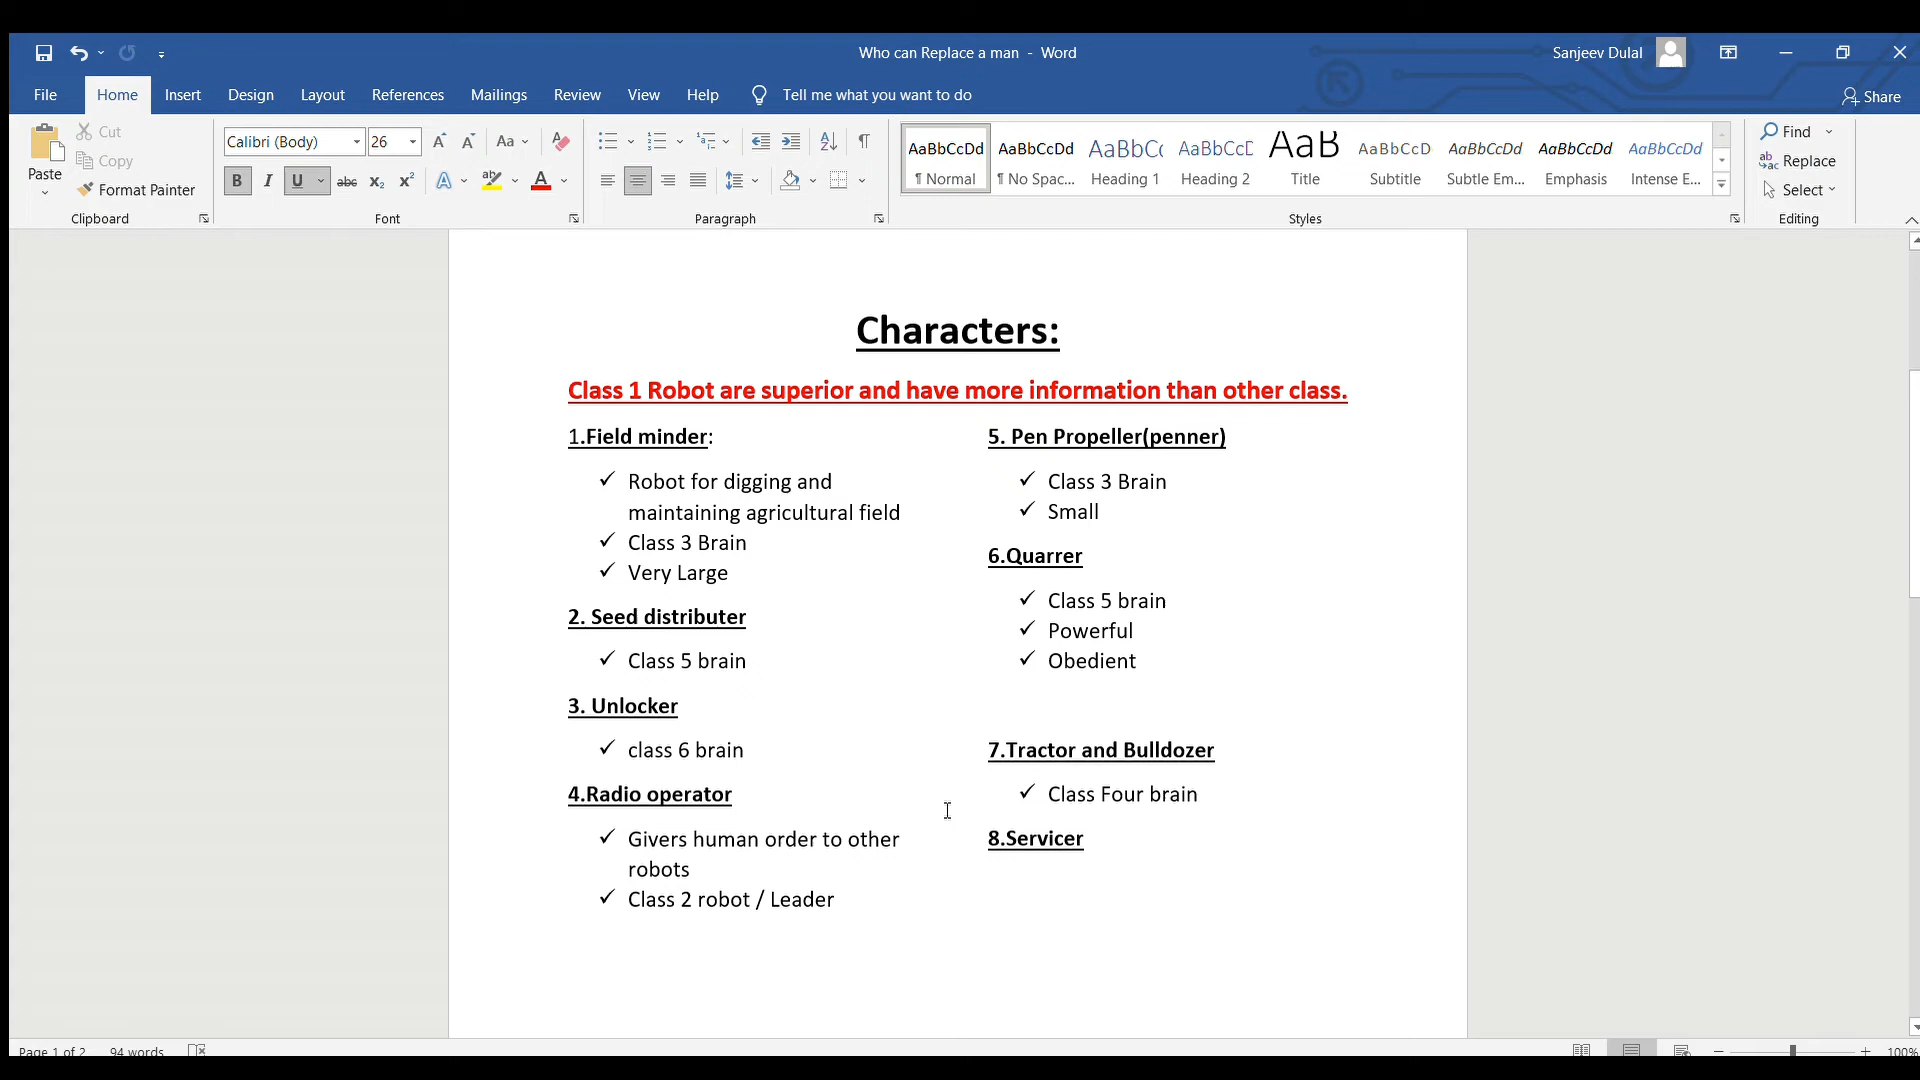 Who can Replace a man - Word
Sanjeev Dulal
File Home Insert Design Layout References Mailings Review View Help Tell me what you want to do
Share
Paste
Cut
Copy
Format Painter
Clipboard
Calibri (Body) 26
Aa
B I U abc x₂ x² A A
Font
Paragraph
AaBbCcDd AaBbCcDd AaBbC( AaBbCcC AaB AaBbCcD AaBbCcDd AaBbCcDd AaBbCcDd
¶ Normal ¶ No Spac... Heading 1 Heading 2 Title Subtitle Subtle Em... Emphasis Intense E...
Styles
Find
Replace
Select
Editing
Characters:
Class 1 Robot are superior and have more information than other class.
1.Field minder:
✓ Robot for digging and
maintaining agricultural field
✓ Class 3 Brain
✓ Very Large
2. Seed distributer
✓ Class 5 brain
3. Unlocker
✓ class 6 brain
4.Radio operator
✓ Givers human order to other
robots
✓ Class 2 robot / Leader
5. Pen Propeller(penner)
✓ Class 3 Brain
✓ Small
6.Quarrer
✓ Class 5 brain
✓ Powerful
✓ Obedient
7.Tractor and Bulldozer
✓ Class Four brain
8.Servicer
Page 1 of 2 94 words
100%